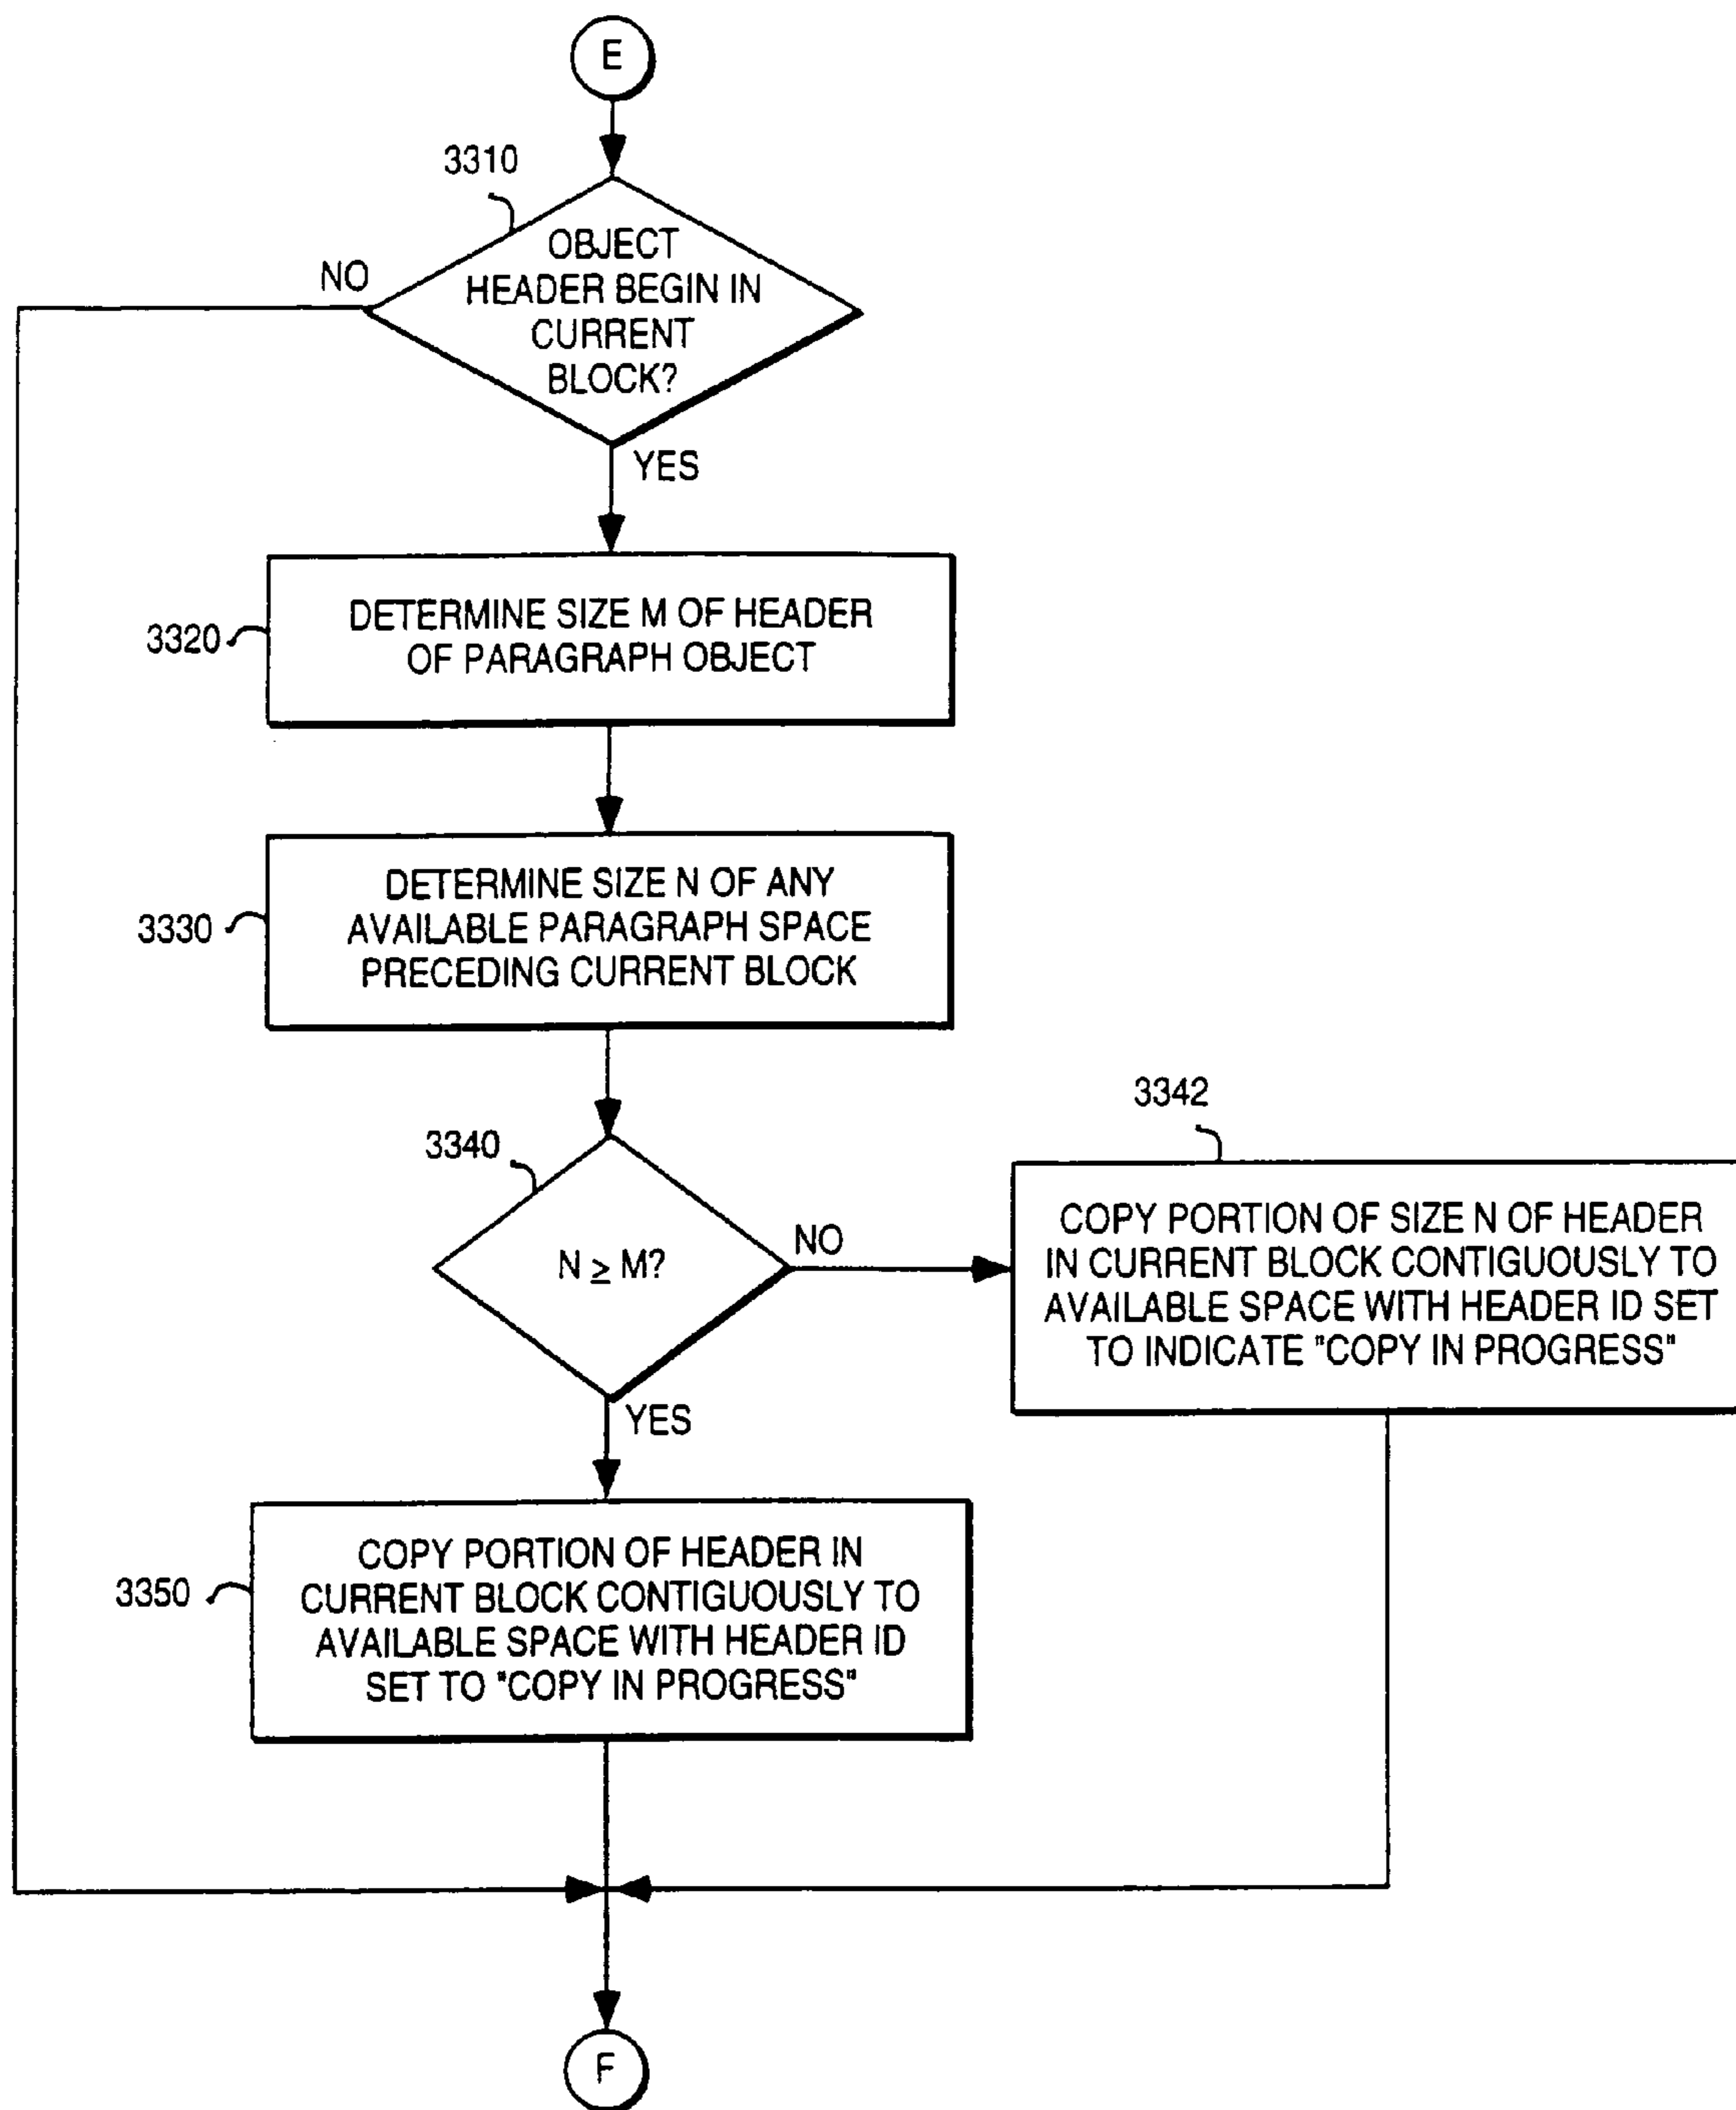 E
3310
OBJECT
HEADER BEGIN IN
CURRENT
BLOCK?
NO
YES
3320
DETERMINE SIZE M OF HEADER
OF PARAGRAPH OBJECT
3330
DETERMINE SIZE N OF ANY
AVAILABLE PARAGRAPH SPACE
PRECEDING CURRENT BLOCK
3340
N ≥ M?
NO
YES
3342
COPY PORTION OF SIZE N OF HEADER
IN CURRENT BLOCK CONTIGUOUSLY TO
AVAILABLE SPACE WITH HEADER ID SET
TO INDICATE "COPY IN PROGRESS"
3350
COPY PORTION OF HEADER IN
CURRENT BLOCK CONTIGUOUSLY TO
AVAILABLE SPACE WITH HEADER ID
SET TO "COPY IN PROGRESS"
F